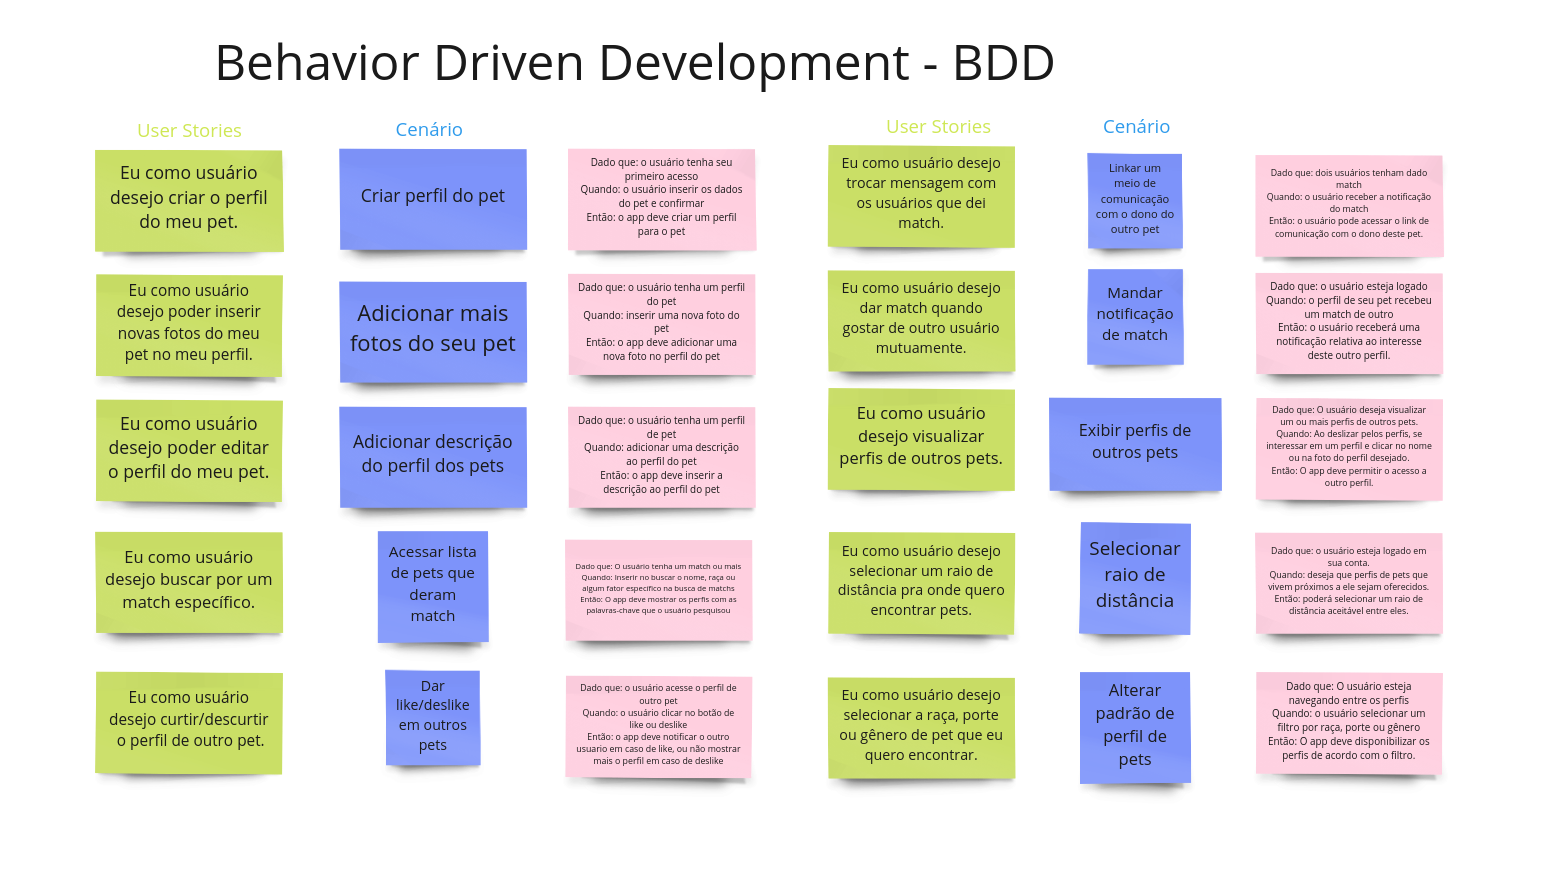 Behavior Driven Development - BDD
User Stories
Cenário
Eu como usuário
desejo criar o perfil
do meu pet.
Criar perfil do pet
Dado que: o usuário tenha seu
primeiro acesso
Quando: o usuário inserir os dados
do pet e confirmar
Então: o app deve criar um perfil
para o pet
Eu como usuário
desejo poder inserir
novas fotos do meu
pet no meu perfil.
Adicionar mais
fotos do seu pet
Dado que: o usuário tenha um perfil
do pet
Quando: inserir uma nova foto do
pet
Então: o app deve adicionar uma
nova foto no perfil do pet
Eu como usuário
desejo poder editar
o perfil do meu pet.
Adicionar descrição
do perfil dos pets
Dado que: o usuário tenha um perfil
de pet
Quando: adicionar uma descrição
ao perfil do pet
Então: o app deve inserir a
descrição ao perfil do pet
Eu como usuário
desejo buscar por um
match específico.
Acessar lista
de pets que
deram
match
Dado que: O usuário tenha um match ou mais
Quando: Inserir no buscar o nome, raça ou
algum fator específico na busca de matchs
Então: O app deve mostrar os perfis com as
palavras-chave que o usuário pesquisou
Eu como usuário
desejo curtir/descurtir
o perfil de outro pet.
Dar
like/deslike
em outros
pets
Dado que: o usuário acesse o perfil de
outro pet
Quando: o usuário clicar no botão de
like ou deslike
Então: o app deve notificar o outro
usuario em caso de like, ou não mostrar
mais o perfil em caso de deslike
User Stories
Cenário
Eu como usuário desejo
trocar mensagem com
os usuários que dei
match.
Linkar um
meio de
comunicação
com o dono do
outro pet
Dado que: dois usuários tenham dado
match
Quando: o usuário receber a notificação
do match
Então: o usuário pode acessar o link de
comunicação com o dono deste pet.
Eu como usuário desejo
dar match quando
gostar de outro usuário
mutuamente.
Mandar
notificação
de match
Dado que: o usuário esteja logado
Quando: o perfil de seu pet recebeu
um match de outro
Então: o usuário receberá uma
notificação relativa ao interesse
deste outro perfil.
Eu como usuário
desejo visualizar
perfis de outros pets.
Exibir perfis de
outros pets
Dado que: O usuário deseja visualizar
um ou mais perfis de outros pets.
Quando: Ao deslizar pelos perfis, se
interessar em um perfil e clicar no nome
ou na foto do perfil desejado.
Então: O app deve permitir o acesso a
outro perfil.
Eu como usuário desejo
selecionar um raio de
distância pra onde quero
encontrar pets.
Selecionar
raio de
distância
Dado que: o usuário esteja logado em
sua conta.
Quando: deseja que perfis de pets que
vivem próximos a ele sejam oferecidos.
Então: poderá selecionar um raio de
distância aceitável entre eles.
Eu como usuário desejo
selecionar a raça, porte
ou gênero de pet que eu
quero encontrar.
Alterar
padrão de
perfil de
pets
Dado que: O usuário esteja
navegando entre os perfis
Quando: o usuário selecionar um
filtro por raça, porte ou gênero
Então: O app deve disponibilizar os
perfis de acordo com o filtro.